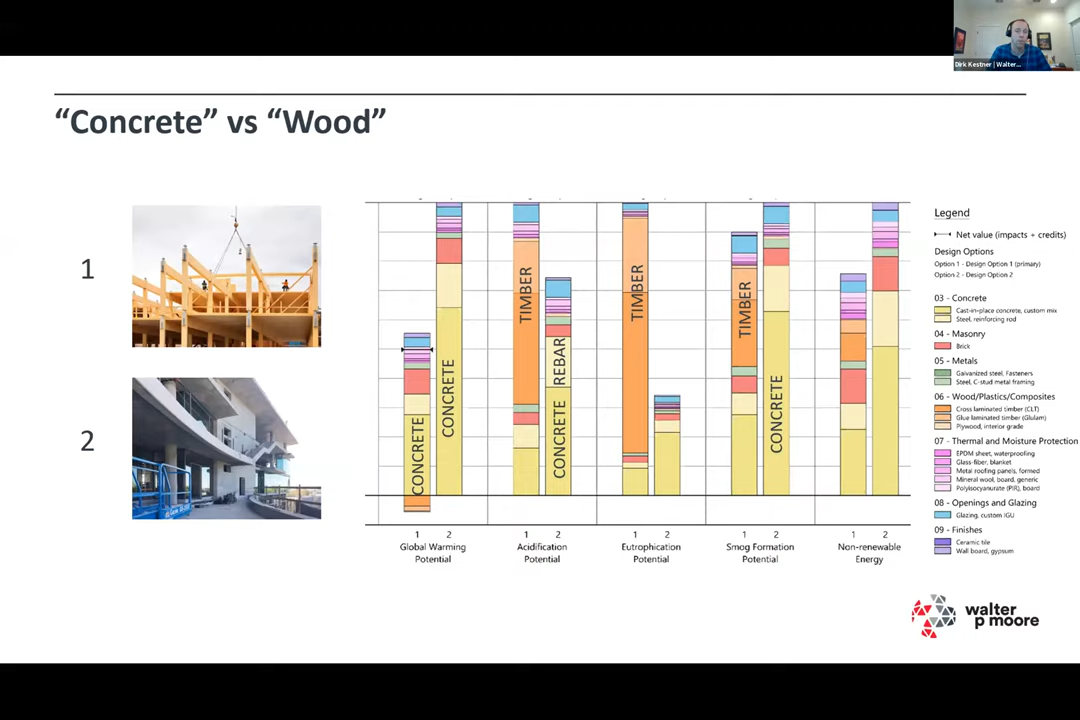 Dirk Kestner | Walter...
“Concrete” vs “Wood”
1
2
CONCRETE
CONCRETE
TIMBER
CONCRETE REBAR
TIMBER
TIMBER
CONCRETE
1 2
Global Warming
Potential
1 2
Acidification
Potential
1 2
Eutrophication
Potential
1 2
Smog Formation
Potential
1 2
Non-renewable
Energy
Legend
Net value (impacts + credits)
Design Options
Option 1 - Design Option 1 (primary)
Option 2 - Design Option 2
03 - Concrete
Cast-in-place concrete, custom mix
Steel, reinforcing rod
04 - Masonry
Brick
05 - Metals
Galvanized steel, Fasteners
Steel, C-stud metal framing
06 - Wood/Plastics/Composites
Cross laminated timber (CLT)
Glue laminated timber (Glulam)
Plywood, interior grade
07 - Thermal and Moisture Protection
EPDM sheet, waterproofing
Glass-fiber, blanket
Metal roofing panels, formed
Mineral wool, board, generic
Polyisocyanurate (PIR), board
08 - Openings and Glazing
Glazing, custom IGU
09 - Finishes
Ceramic tile
Wall board, gypsum
walter
p moore